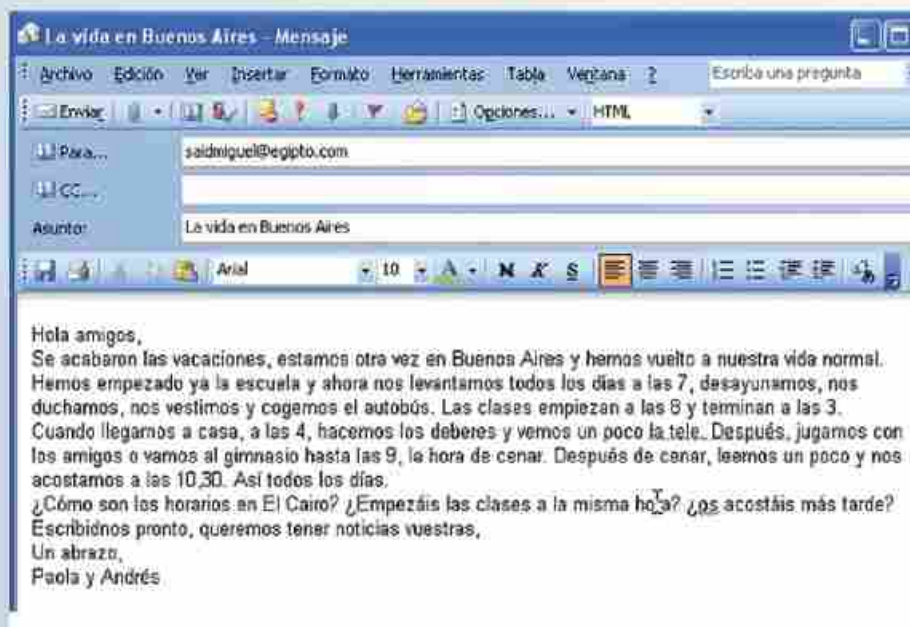 La vida en Buenos Aires - Mensaje
Archivo Edición Ver Insertar Formato Herramientas Tabla Ventana ? Escriba una pregunta
Enviar Opciones... HTML
Para... saidmiguel@egipto.com
CC...
Asunto: La vida en Buenos Aires
Arial 10 A N K S
Hola amigos,
Se acabaron las vacaciones, estamos otra vez en Buenos Aires y hemos vuelto a nuestra vida normal.
Hemos empezado ya la escuela y ahora nos levantamos todos los días a las 7, desayunamos, nos
duchamos, nos vestimos y cogemos el autobús. Las clases empiezan a las 8 y terminan a las 3.
Cuando llegamos a casa, a las 4, hacemos los deberes y vemos un poco la tele. Después, jugamos con
los amigos o vamos al gimnasio hasta las 9, la hora de cenar. Después de cenar, leemos un poco y nos
acostamos a las 10,30. Así todos los días.
¿Cómo son los horarios en El Cairo? ¿Empezáis las clases a la misma hora? ¿os acostáis más tarde?
Escribidnos pronto, queremos tener noticias vuestras,
Un abrazo,
Paola y Andrés